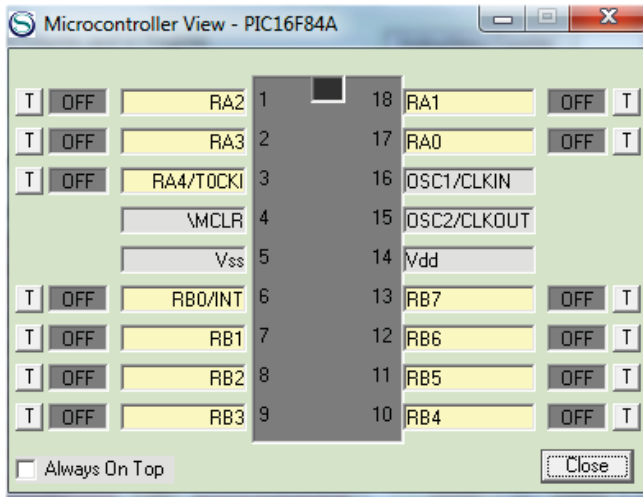 Microcontroller View - PIC16F84A
T OFF RA2 1 18 RA1 OFF T
T OFF RA3 2 17 RA0 OFF T
T OFF RA4/T0CKI 3 16 OSC1/CLKIN
\MCLR 4 15 OSC2/CLKOUT
Vss 5 14 Vdd
T OFF RB0/INT 6 13 RB7 OFF T
T OFF RB1 7 12 RB6 OFF T
T OFF RB2 8 11 RB5 OFF T
T OFF RB3 9 10 RB4 OFF T
Always On Top Close